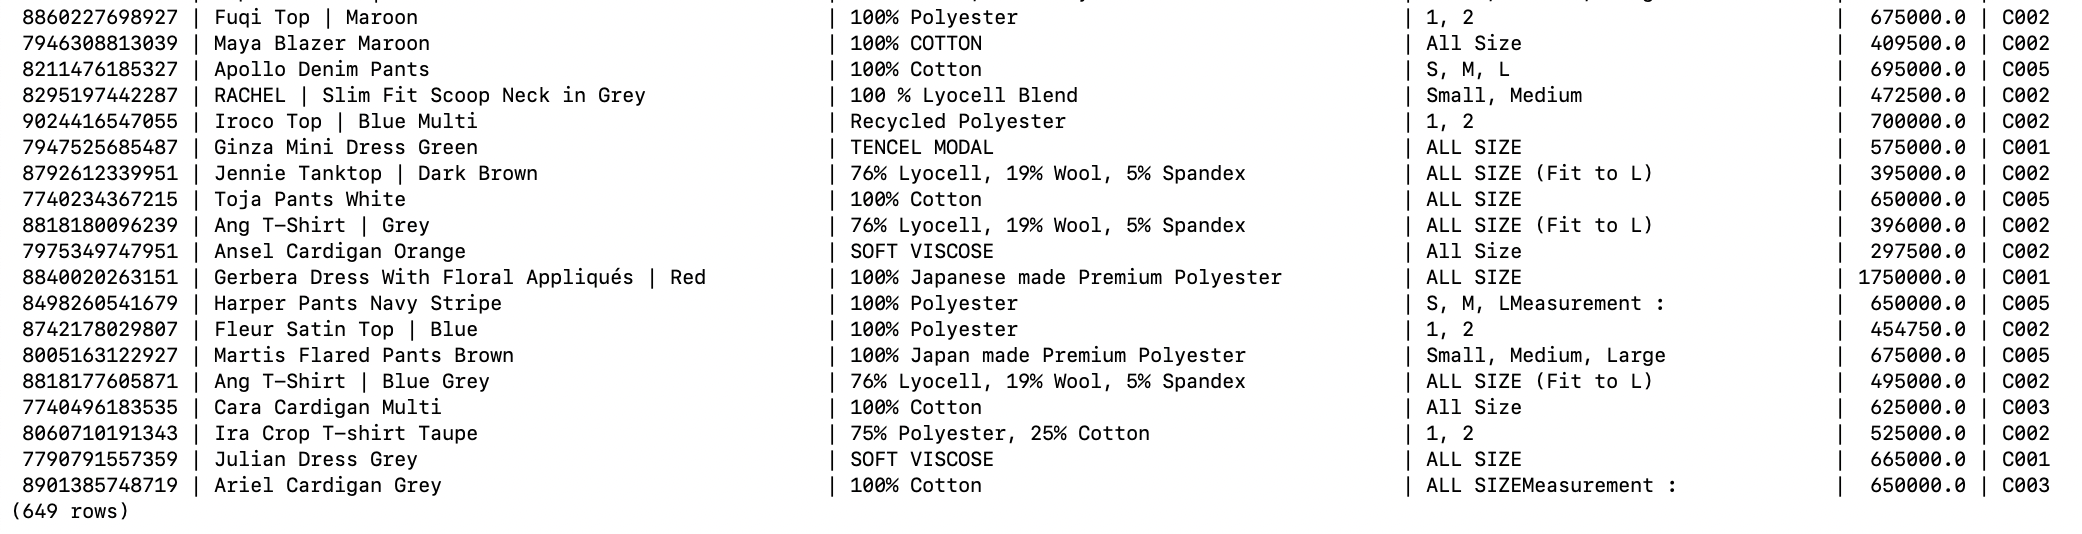 8860227698927 | Fuqi Top | Maroon | 100% Polyester | 1, 2 | 675000.0 | C002
7946308813039 | Maya Blazer Maroon | 100% COTTON | All Size | 409500.0 | C002
8211476185327 | Apollo Denim Pants | 100% Cotton | S, M, L | 695000.0 | C005
8295197442287 | RACHEL | Slim Fit Scoop Neck in Grey | 100 % Lyocell Blend | Small, Medium | 472500.0 | C002
9024416547055 | Iroco Top | Blue Multi | Recycled Polyester | 1, 2 | 700000.0 | C002
7947525685487 | Ginza Mini Dress Green | TENCEL MODAL | ALL SIZE | 575000.0 | C001
8792612339951 | Jennie Tanktop | Dark Brown | 76% Lyocell, 19% Wool, 5% Spandex | ALL SIZE (Fit to L) | 395000.0 | C002
7740234367215 | Toja Pants White | 100% Cotton | ALL SIZE | 650000.0 | C005
8818180096239 | Ang T-Shirt | Grey | 76% Lyocell, 19% Wool, 5% Spandex | ALL SIZE (Fit to L) | 396000.0 | C002
7975349747951 | Ansel Cardigan Orange | SOFT VISCOSE | All Size | 297500.0 | C002
8840020263151 | Gerbera Dress With Floral Appliqués | Red | 100% Japanese made Premium Polyester | ALL SIZE | 1750000.0 | C001
8498260541679 | Harper Pants Navy Stripe | 100% Polyester | S, M, LMeasurement : | 650000.0 | C005
8742178029807 | Fleur Satin Top | Blue | 100% Polyester | 1, 2 | 454750.0 | C002
8005163122927 | Martis Flared Pants Brown | 100% Japan made Premium Polyester | Small, Medium, Large | 675000.0 | C005
8818177605871 | Ang T-Shirt | Blue Grey | 76% Lyocell, 19% Wool, 5% Spandex | ALL SIZE (Fit to L) | 495000.0 | C002
7740496183535 | Cara Cardigan Multi | 100% Cotton | All Size | 625000.0 | C003
8060710191343 | Ira Crop T-shirt Taupe | 75% Polyester, 25% Cotton | 1, 2 | 525000.0 | C002
7790791557359 | Julian Dress Grey | SOFT VISCOSE | ALL SIZE | 665000.0 | C001
8901385748719 | Ariel Cardigan Grey | 100% Cotton | ALL SIZEMeasurement : | 650000.0 | C003
(649 rows)